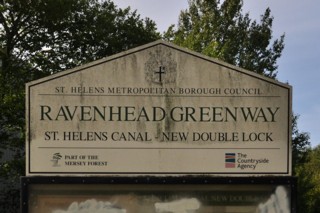 ST. HELENS METROPOLITAN BOROUGH COUNCIL
RAVENHEAD GREENWAY
ST. HELENS CANAL - NEW DOUBLE LOCK
PART OF THE
MERSEY FOREST
The
Countryside
Agency